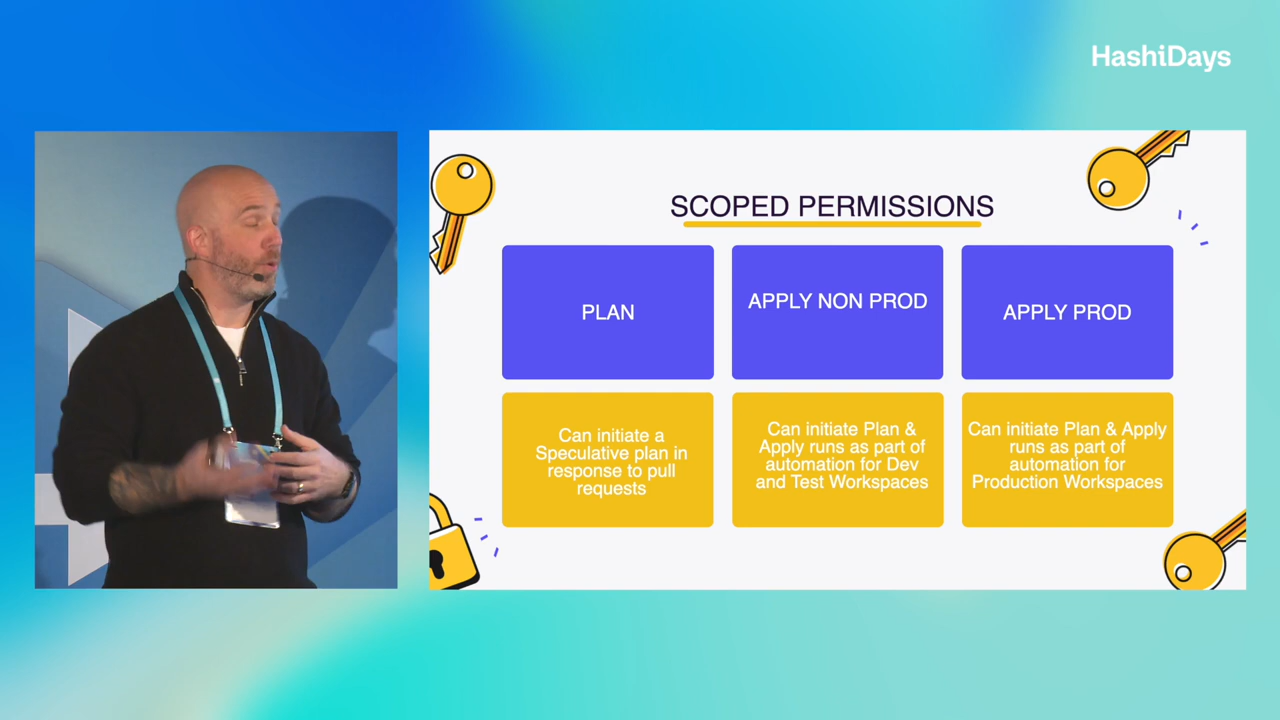 HashiDays
SCOPED PERMISSIONS
PLAN
APPLY NON PROD
APPLY PROD
Can initiate a
Speculative plan in
response to pull
requests
Can initiate Plan &
Apply runs as part of
automation for Dev
and Test Workspaces
Can initiate Plan & Apply
runs as part of
automation for
Production Workspaces